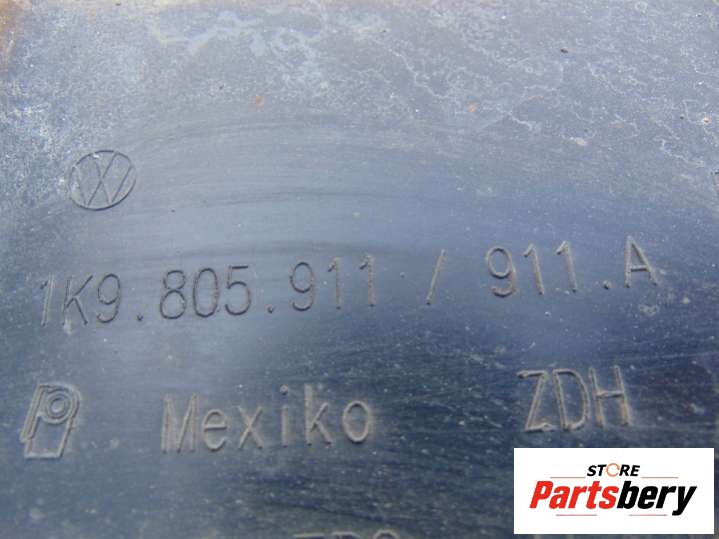 1K9.805.911 / 911.A
Mexiko ZDH
STORE
Partsbery